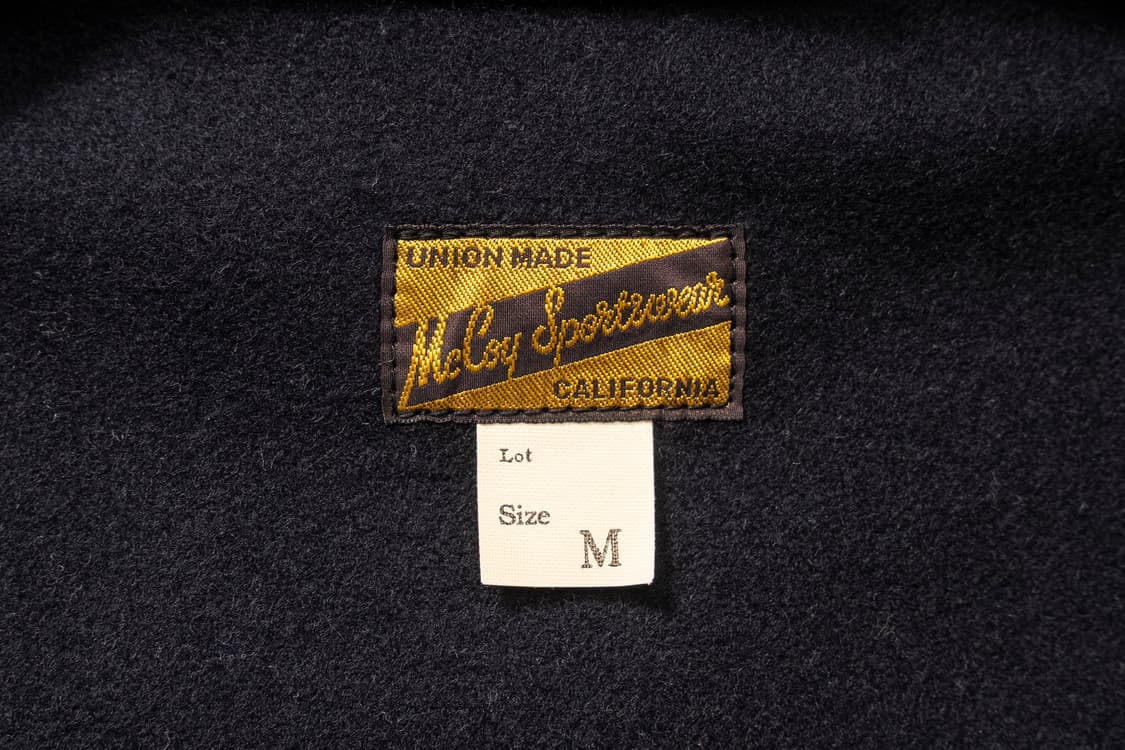 UNION MADE
McCoy Sportswear
CALIFORNIA
Lot
Size
M